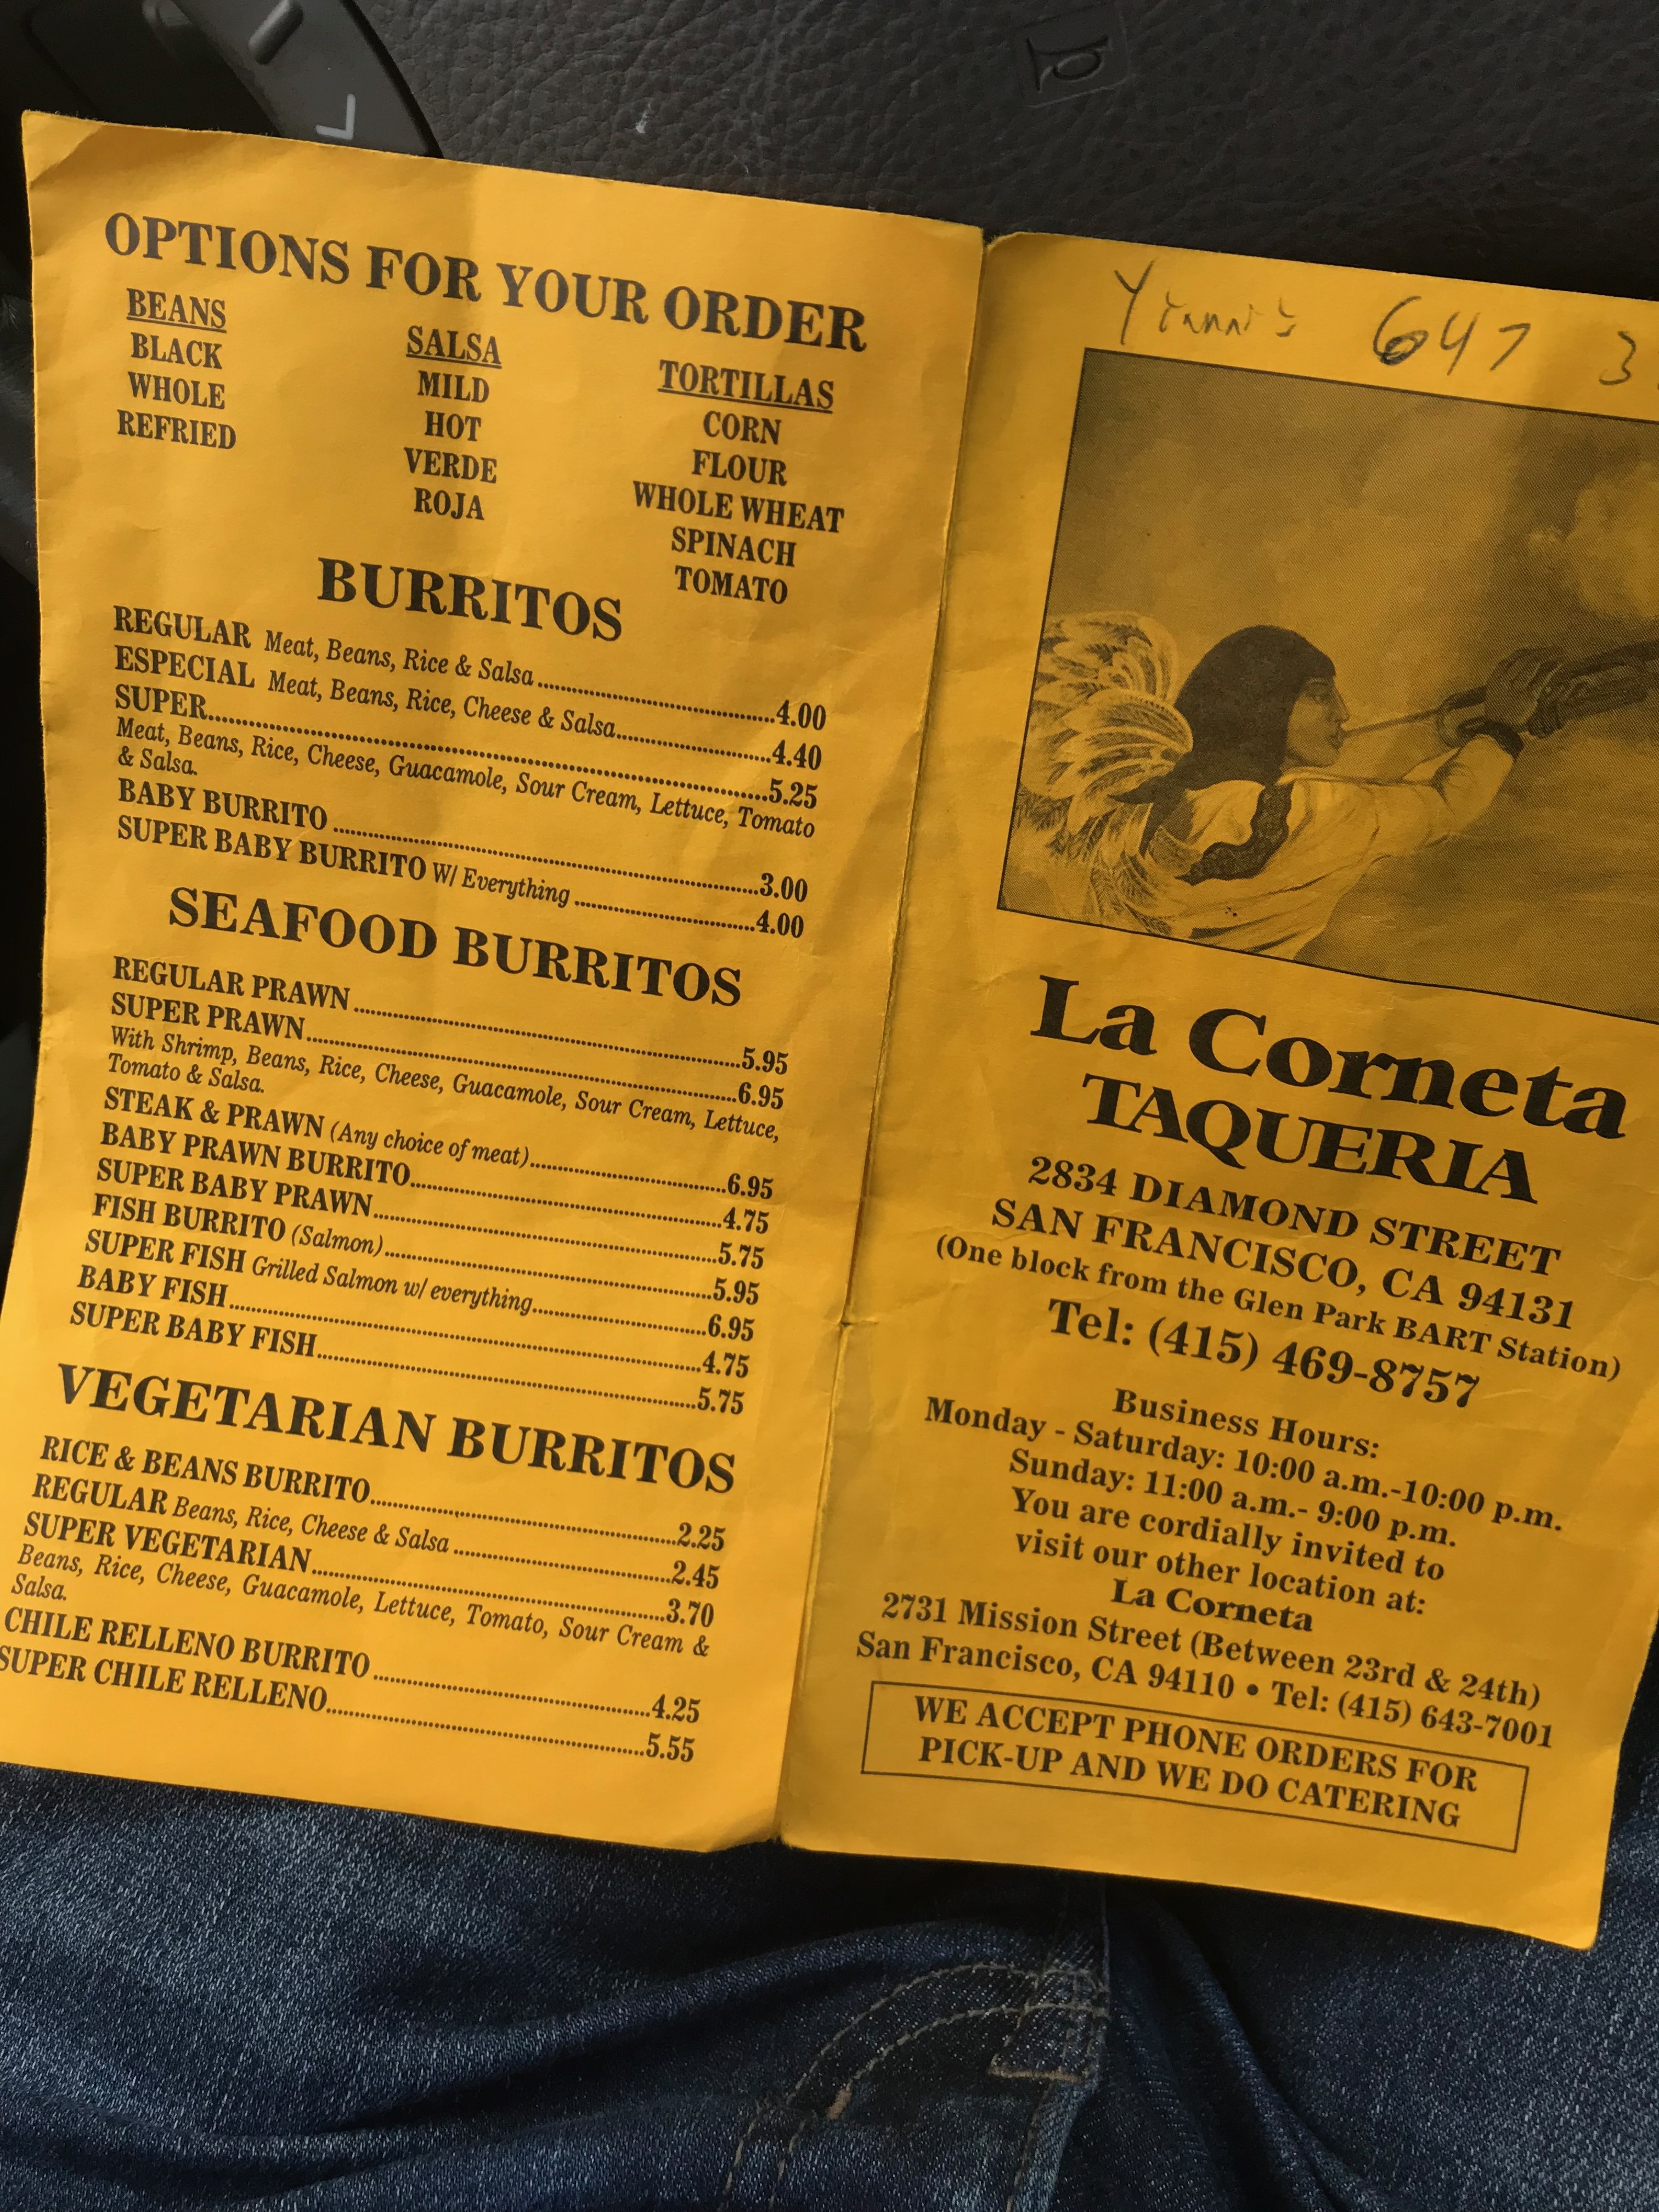 OPTIONS FOR YOUR ORDER
BEANS
BLACK
WHOLE
REFRIED
SALSA
MILD
HOT
VERDE
ROJA
TORTILLAS
CORN
FLOUR
WHOLE WHEAT
SPINACH
TOMATO
BURRITOS
REGULAR Meat, Beans, Rice & Salsa 4.00
ESPECIAL Meat, Beans, Rice, Cheese & Salsa 4.40
SUPER 5.25
Meat, Beans, Rice, Cheese, Guacamole, Sour Cream, Lettuce, Tomato
& Salsa.
BABY BURRITO 3.00
SUPER BABY BURRITO W/ Everything 4.00
SEAFOOD BURRITOS
REGULAR PRAWN 5.95
SUPER PRAWN 6.95
With Shrimp, Beans, Rice, Cheese, Guacamole, Sour Cream, Lettuce,
Tomato & Salsa.
STEAK & PRAWN (Any choice of meat) 6.95
BABY PRAWN BURRITO 4.75
SUPER BABY PRAWN 5.75
FISH BURRITO (Salmon) 5.95
SUPER FISH Grilled Salmon w/ everything 6.95
BABY FISH 4.75
SUPER BABY FISH 5.75
VEGETARIAN BURRITOS
RICE & BEANS BURRITO 2.25
REGULAR Beans, Rice, Cheese & Salsa 2.45
SUPER VEGETARIAN 3.70
Beans, Rice, Cheese, Guacamole, Lettuce, Tomato, Sour Cream &
Salsa.
CHILE RELLENO BURRITO 4.25
SUPER CHILE RELLENO 5.55
647 3
La Corneta
TAQUERIA
2834 DIAMOND STREET
SAN FRANCISCO, CA 94131
(One block from the Glen Park BART Station)
Tel: (415) 469-8757
Business Hours:
Monday - Saturday: 10:00 a.m.-10:00 p.m.
Sunday: 11:00 a.m.- 9:00 p.m.
You are cordially invited to
visit our other location at:
La Corneta
2731 Mission Street (Between 23rd & 24th)
San Francisco, CA 94110 • Tel: (415) 643-7001
WE ACCEPT PHONE ORDERS FOR
PICK-UP AND WE DO CATERING